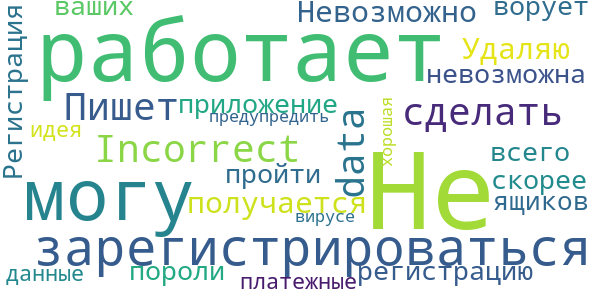 ваших
Невозможно
ворует
Регистрация
работает
Удаляю
невозможна
Пишет
приложение
предупредить
сделать
идея
Incorrect
data
хорошая
всего
пройти
скорее
могу
получается
Не
ящиков
вирусе
зарегистрироваться
данные
пороли
платежные
регистрацию